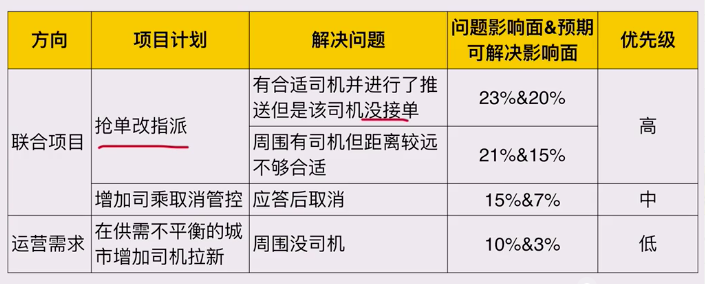 方向
项目计划
解决问题
问题影响面&预期
可解决影响面
优先级
联合项目
抢单改指派
有合适司机并进行了推
送但是该司机没接单
23%&20%
高
周围有司机但距离较远
不够合适
21%&15%
增加司乘取消管控
应答后取消
15%&7%
中
运营需求
在供需不平衡的城
市增加司机拉新
周围没司机
10%&3%
低